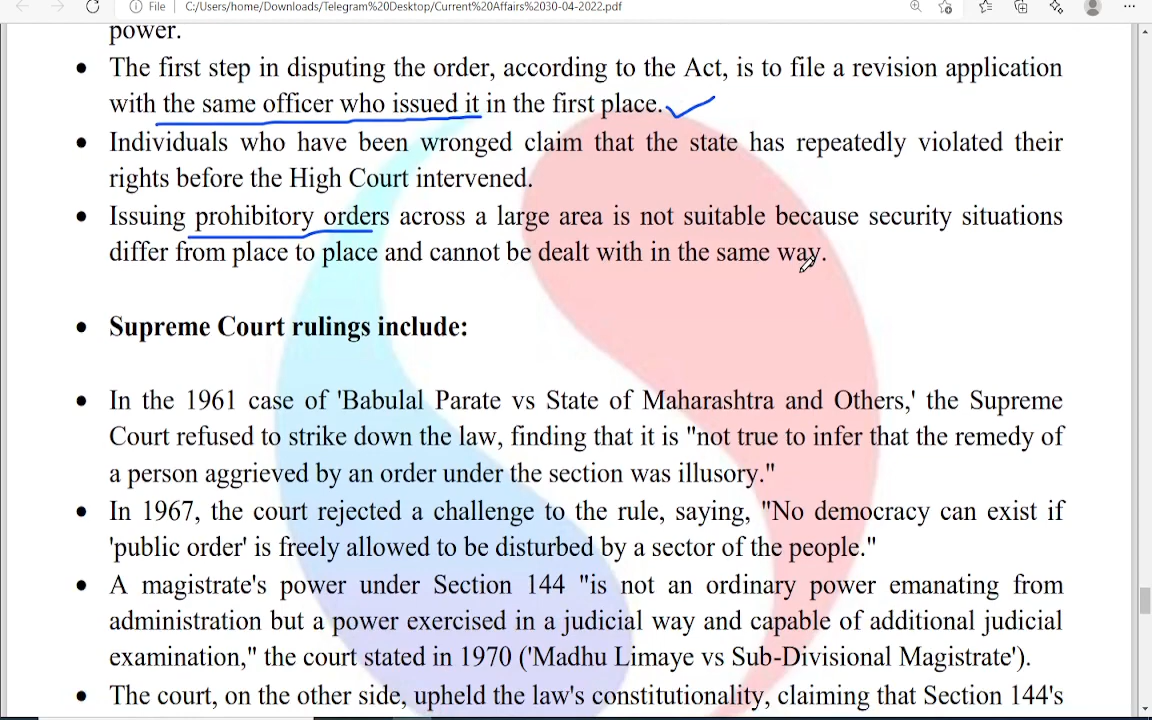 File
C:/Users/home/Downloads/Telegram%20Desktop/Current%20Affairs%2030-04-2022.pdf
power.
• The first step in disputing the order, according to the Act, is to file a revision application
with the same officer who issued it in the first place.
• Individuals who have been wronged claim that the state has repeatedly violated their
rights before the High Court intervened.
• Issuing prohibitory orders across a large area is not suitable because security situations
differ from place to place and cannot be dealt with in the same way.
• Supreme Court rulings include:
• In the 1961 case of 'Babulal Parate vs State of Maharashtra and Others,' the Supreme
Court refused to strike down the law, finding that it is "not true to infer that the remedy of
a person aggrieved by an order under the section was illusory."
• In 1967, the court rejected a challenge to the rule, saying, "No democracy can exist if
'public order' is freely allowed to be disturbed by a sector of the people."
• A magistrate's power under Section 144 "is not an ordinary power emanating from
administration but a power exercised in a judicial way and capable of additional judicial
examination," the court stated in 1970 ('Madhu Limaye vs Sub-Divisional Magistrate').
• The court, on the other side, upheld the law's constitutionality, claiming that Section 144's